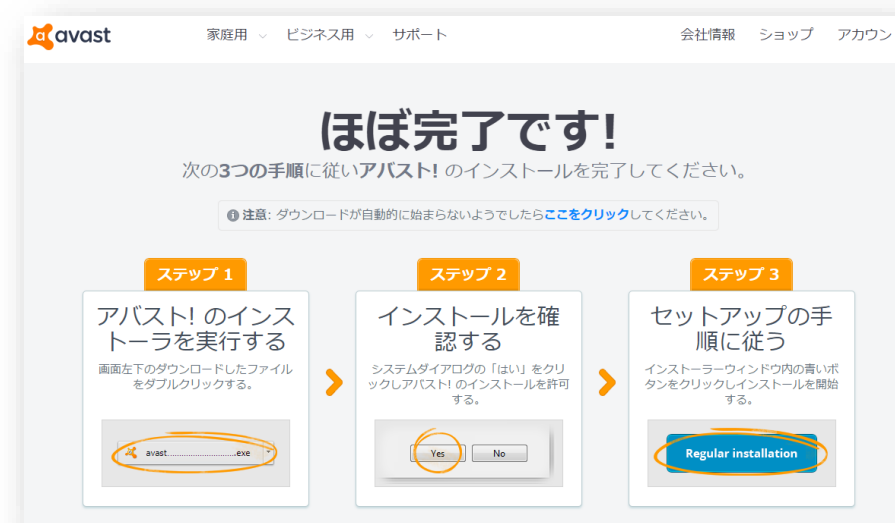 avast
家庭用 ビジネス用 サポート 会社情報 ショップ アカウン
ほぼ完了です!
次の3つの手順に従いアバスト! のインストールを完了してください。
注意: ダウンロードが自動的に始まらないようでしたらここをクリックしてください。
ステップ 1
アバスト! のインス
トーラを実行する
画面左下のダウンロードしたファイル
をダブルクリックする。
avast..............................exe
ステップ 2
インストールを確
認する
システムダイアログの「はい」をクリ
ックしアバスト! のインストールを許可
する。
Yes No
ステップ 3
セットアップの手
順に従う
インストーラーウィンドウ内の青いボ
タンをクリックしインストールを開始
する。
Regular installation